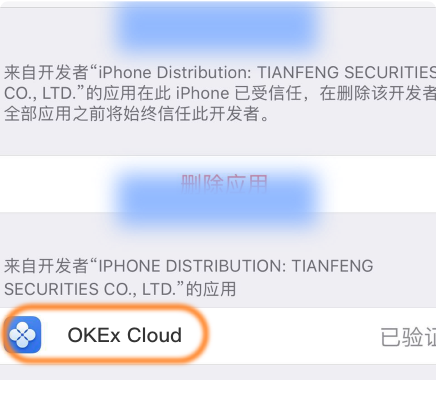 来自开发者“iPhone Distribution: TIANFENG SECURITIES
CO., LTD.”的应用在此 iPhone 已受信任，在删除该开发者
全部应用之前将始终信任此开发者。
删除应用
来自开发者“IPHONE DISTRIBUTION: TIANFENG
SECURITIES CO., LTD.”的应用
OKEx Cloud 已验证